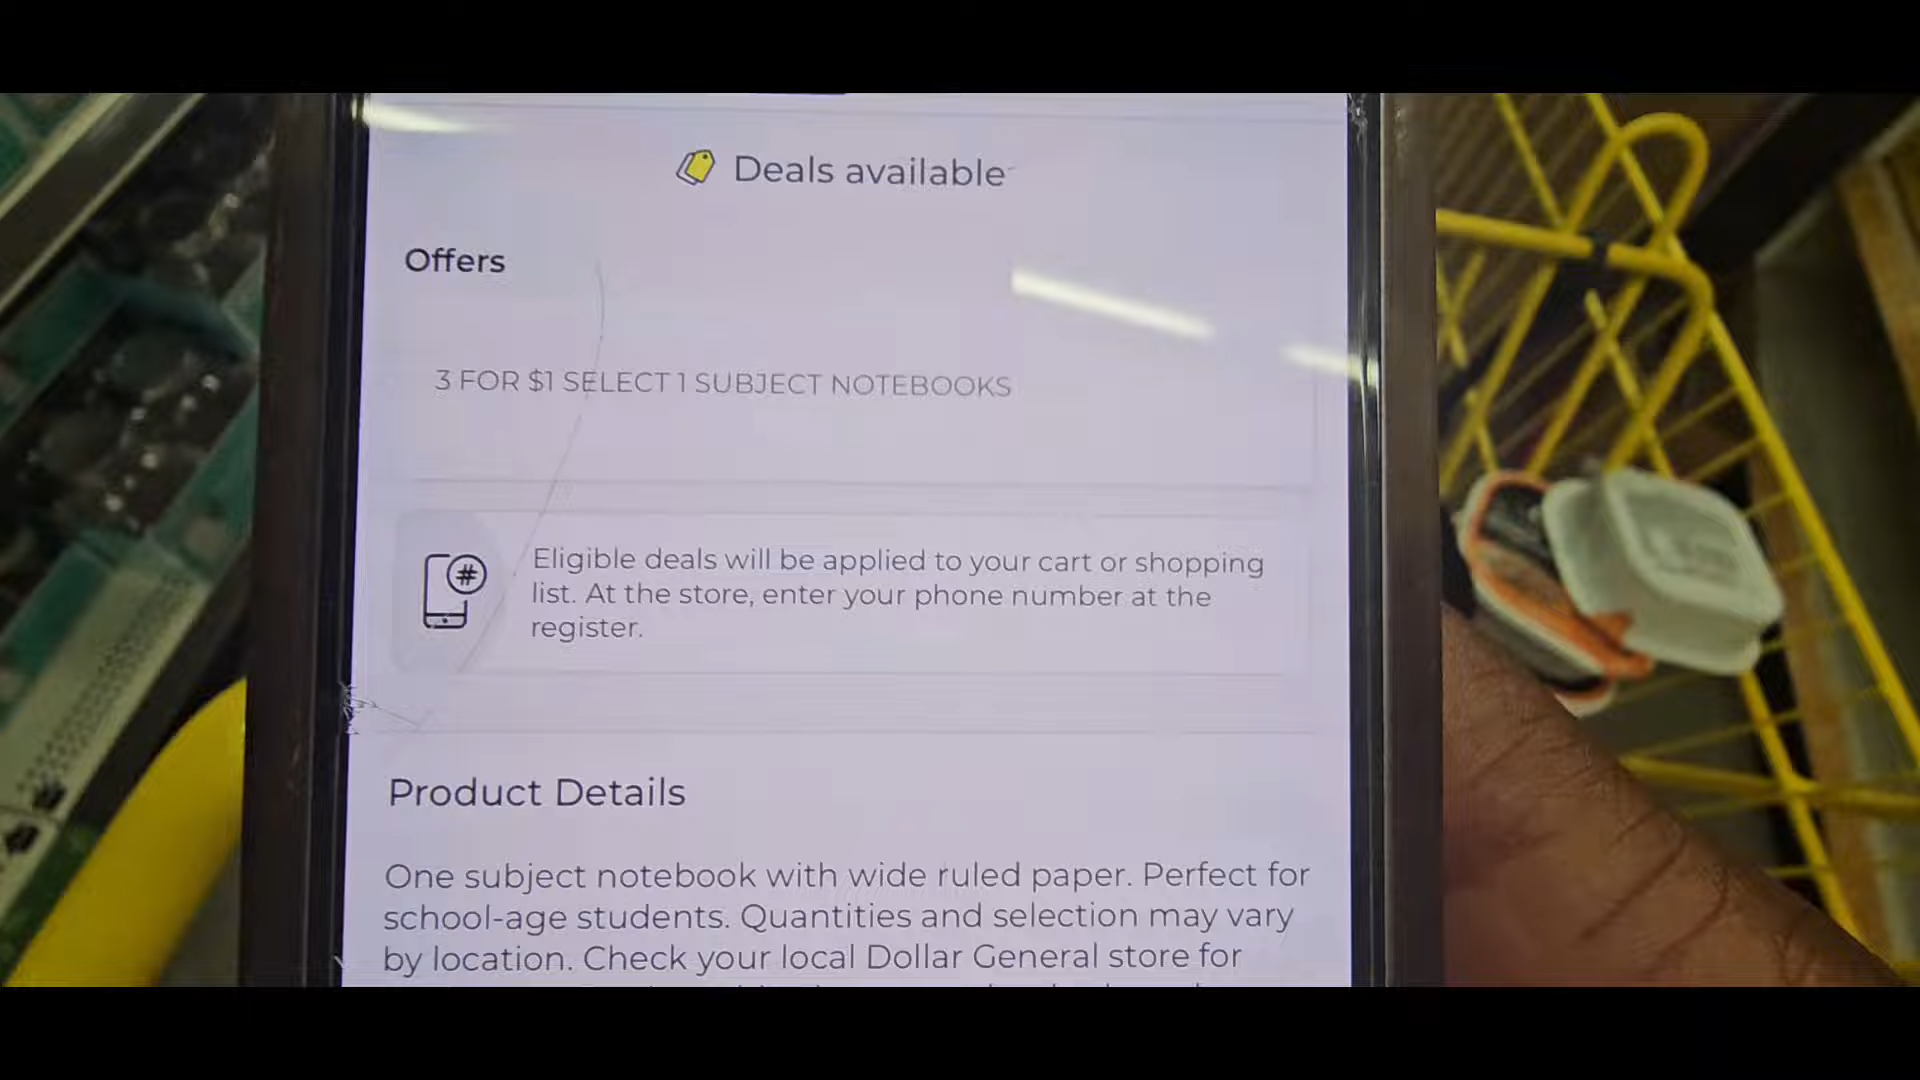 Deals available
Offers
3 FOR $1 SELECT 1 SUBJECT NOTEBOOKS
#
Eligible deals will be applied to your cart or shopping
list. At the store, enter your phone number at the
register.
Product Details
One subject notebook with wide ruled paper. Perfect for
school-age students. Quantities and selection may vary
by location. Check your local Dollar General store for